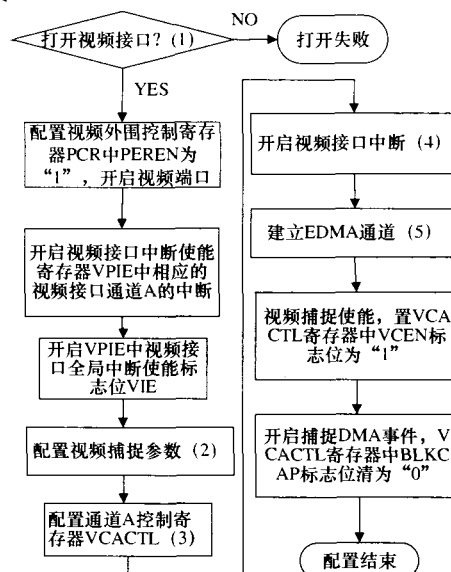 打开视频接口? (1)
NO
打开失败
YES
配置视频外围控制寄存
器PCR中PEREN为
“1”，开启视频端口
开启视频接口中断使能
寄存器VPIE中相应的
视频接口通道A的中断
开启VPIE中视频接
口全局中断使能标
志位VIE
配置视频捕捉参数 (2)
配置通道A控制寄
存器VCACTL (3)
开启视频接口中断 (4)
建立EDMA通道 (5)
视频捕捉使能，置VCA
CTL寄存器中VCEN标
志位为“1”
开启捕捉DMA事件，V
CACTL寄存器中BLKC
AP标志位清为“0”
配置结束